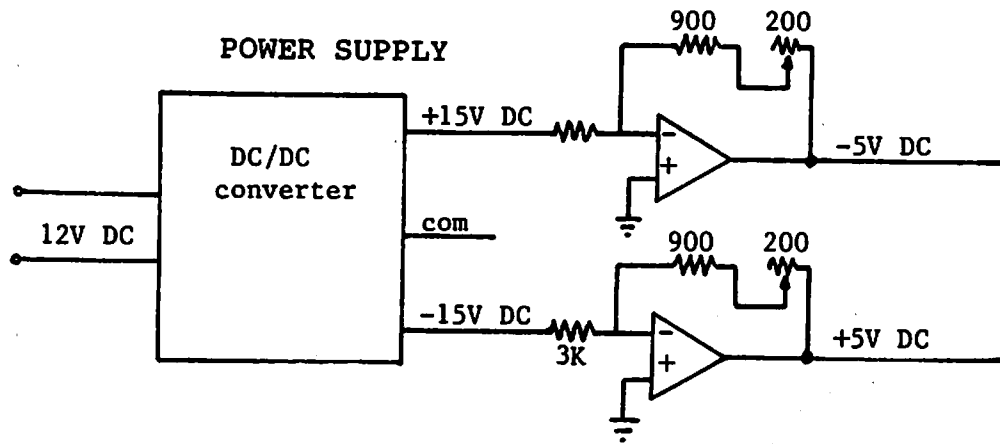 POWER SUPPLY
900 200
+15V DC
DC/DC
converter
-5V DC
12V DC
com
900 200
-15V DC
3K
+5V DC
-
+
-
+